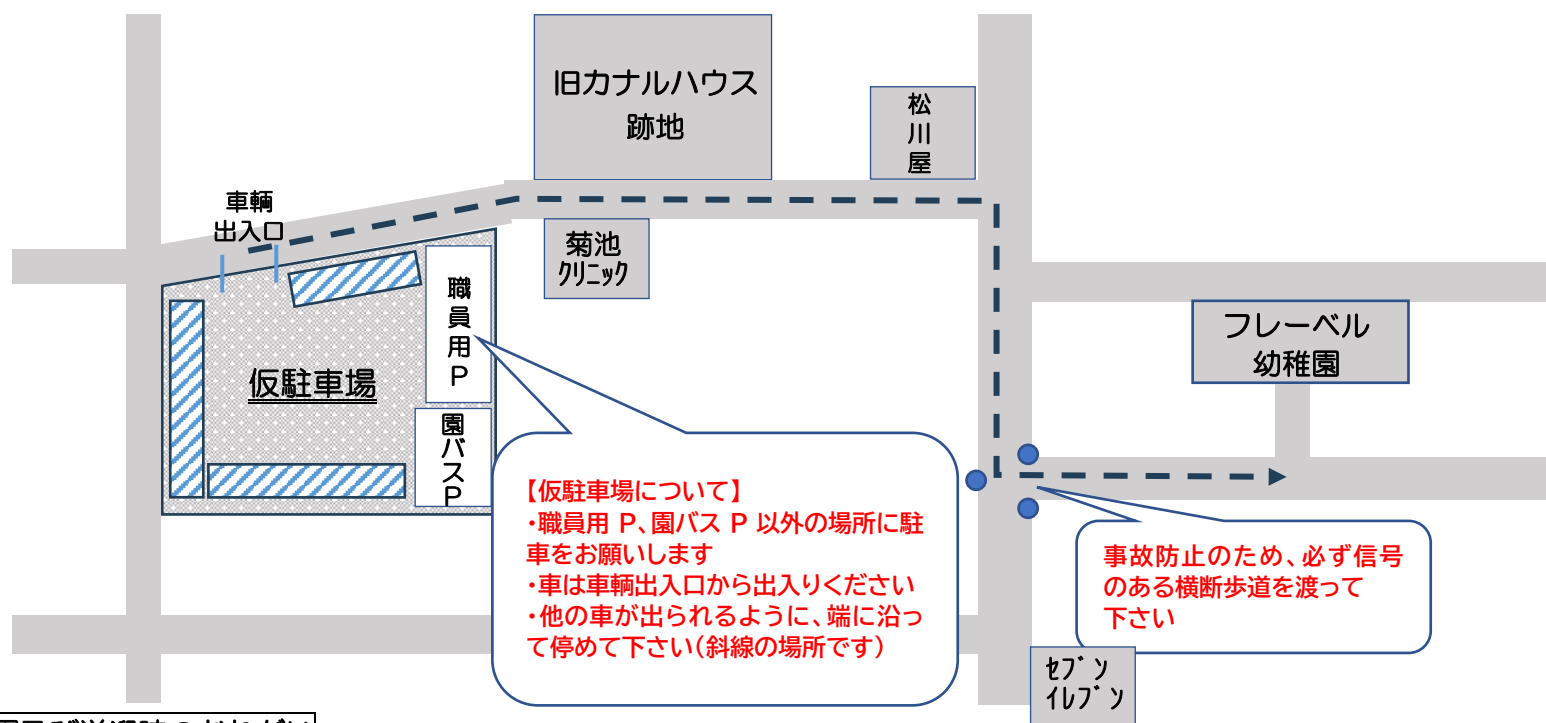 旧カナルハウス
跡地
松
川
屋
車輌
出入口
菊池
ｸﾘﾆｯｸ
職
員
用
P
フレーベル
幼稚園
仮駐車場
園
バ
ス
P
【仮駐車場について】
・職員用 P、園バス P 以外の場所に駐
車をお願いします
・車は車輌出入口から出入りください
・他の車が出られるように、端に沿っ
て停めて下さい（斜線の場所です）
事故防止のため、必ず信号
のある横断歩道を渡って
下さい
ｾﾌﾞﾝ
ｲﾚﾌﾞﾝ